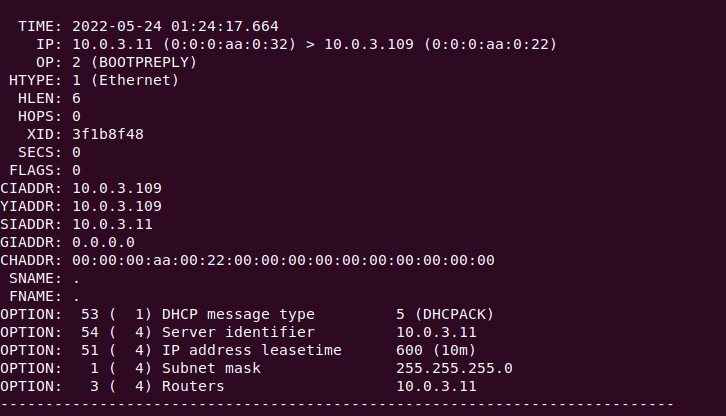 TIME: 2022-05-24 01:24:17.664
IP: 10.0.3.11 (0:0:0:aa:0:32) > 10.0.3.109 (0:0:0:aa:0:22)
OP: 2 (BOOTPREPLY)
HTYPE: 1 (Ethernet)
HLEN: 6
HOPS: 0
XID: 3f1b8f48
SECS: 0
FLAGS: 0
CIADDR: 10.0.3.109
YIADDR: 10.0.3.109
SIADDR: 10.0.3.11
GIADDR: 0.0.0.0
CHADDR: 00:00:00:aa:00:22:00:00:00:00:00:00:00:00:00:00
SNAME: .
FNAME: .
OPTION:  53 (  1) DHCP message type         5 (DHCPACK)
OPTION:  54 (  4) Server identifier         10.0.3.11
OPTION:  51 (  4) IP address leasetime      600 (10m)
OPTION:   1 (  4) Subnet mask               255.255.255.0
OPTION:   3 (  4) Routers                   10.0.3.11
---------------------------------------------------------------------------